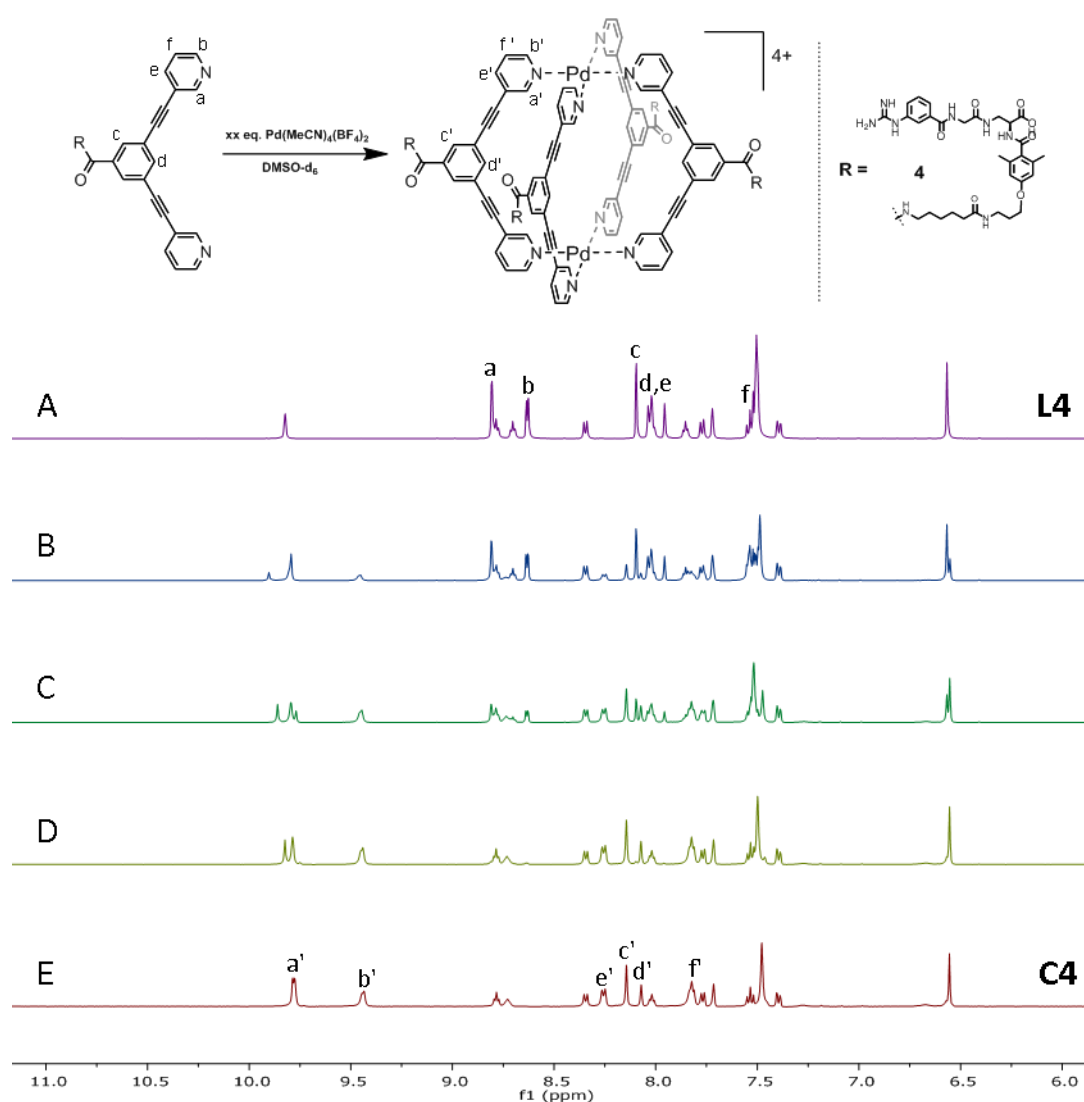 f b
e N
a
c
R
d
O
N
xx eq. Pd(MeCN)4(BF4)2
DMSO-d6
f' b'
e' N Pd N
a' N
R O
c' O
R d' O
O R R
N Pd N
N N
4+
NH O O
H2N N N N OH
H H H
HN O
R = 4
O
O
N N
H H
A a b c d,e f L4
B
C
D
E a' b' e' c' d' f' C4
11.0 10.5 10.0 9.5 9.0 8.5 8.0 7.5 7.0 6.5 6.0
f1 (ppm)